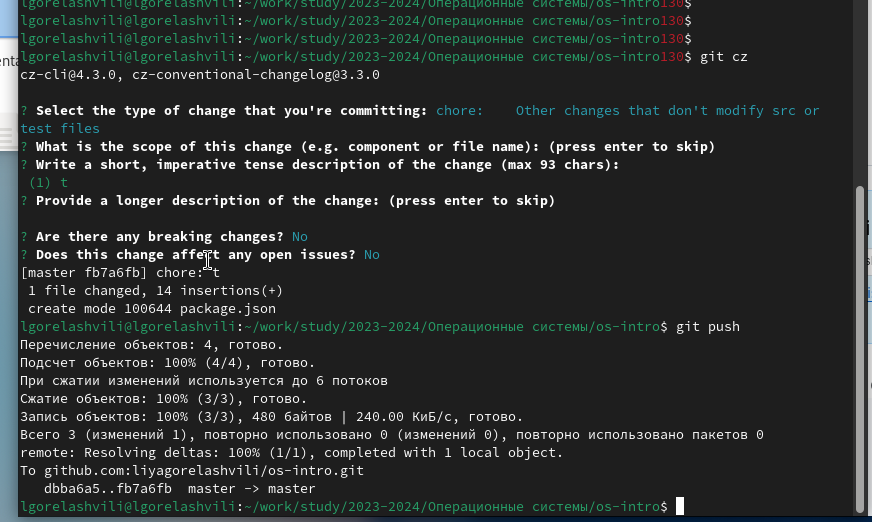 lgorelashvili@lgorelashvili:~/work/study/2023-2024/Операционные системы/os-intro130$
lgorelashvili@lgorelashvili:~/work/study/2023-2024/Операционные системы/os-intro130$
lgorelashvili@lgorelashvili:~/work/study/2023-2024/Операционные системы/os-intro130$
lgorelashvili@lgorelashvili:~/work/study/2023-2024/Операционные системы/os-intro130$ git cz
cz-cli@4.3.0, cz-conventional-changelog@3.3.0
? Select the type of change that you're committing: chore:    Other changes that don't modify src or
test files
? What is the scope of this change (e.g. component or file name): (press enter to skip)
? Write a short, imperative tense description of the change (max 93 chars):
(1) t
? Provide a longer description of the change: (press enter to skip)
? Are there any breaking changes? No
? Does this change affect any open issues? No
[master fb7a6fb] chore: t
1 file changed, 14 insertions(+)
create mode 100644 package.json
lgorelashvili@lgorelashvili:~/work/study/2023-2024/Операционные системы/os-intro$ git push
Перечисление объектов: 4, готово.
Подсчет объектов: 100% (4/4), готово.
При сжатии изменений используется до 6 потоков
Сжатие объектов: 100% (3/3), готово.
Запись объектов: 100% (3/3), 480 байтов | 240.00 КиБ/с, готово.
Всего 3 (изменений 1), повторно использовано 0 (изменений 0), повторно использовано пакетов 0
remote: Resolving deltas: 100% (1/1), completed with 1 local object.
To github.com:liyagorelashvili/os-intro.git
dbba6a5..fb7a6fb  master -> master
lgorelashvili@lgorelashvili:~/work/study/2023-2024/Операционные системы/os-intro$